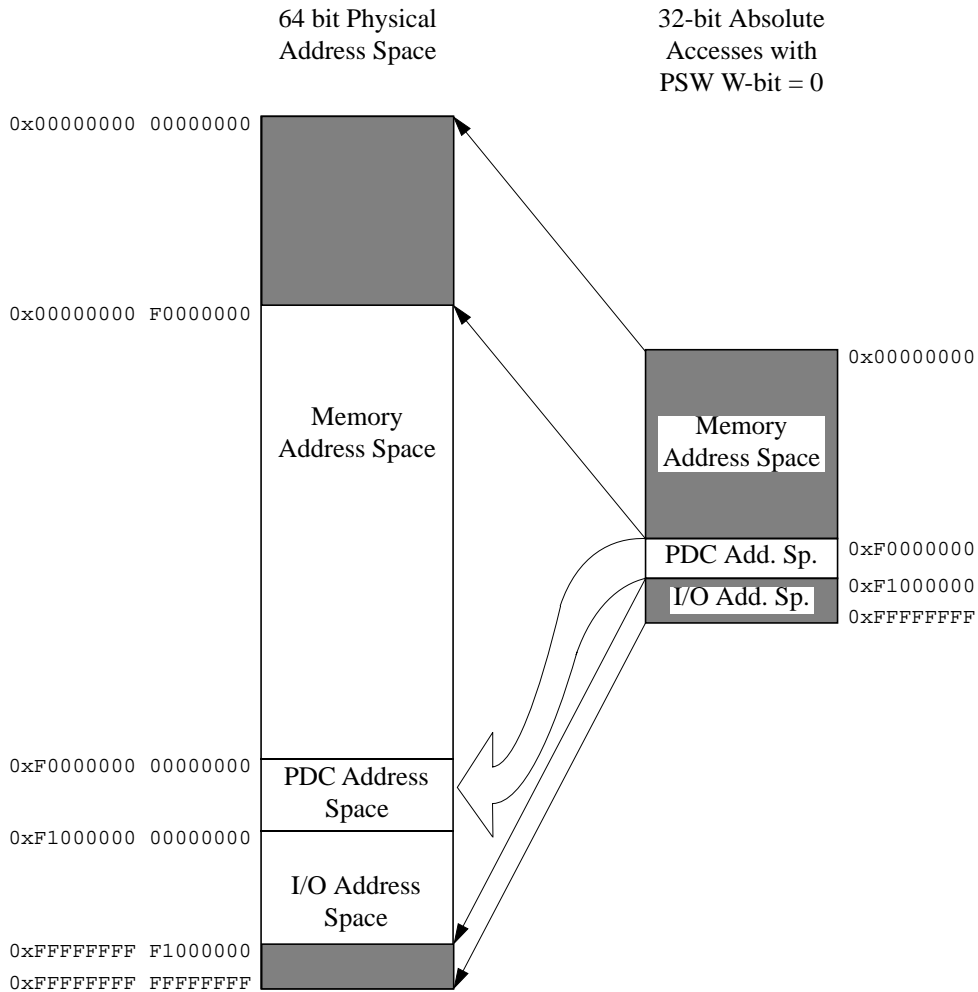 64 bit Physical
Address Space
32-bit Absolute
Accesses with
PSW W-bit = 0
0x00000000 00000000
0x00000000 F0000000
Memory
Address Space
0xF0000000 00000000
PDC Address
Space
0xF1000000 00000000
I/O Address
Space
0xFFFFFFFF F1000000
0xFFFFFFFF FFFFFFFF
0x00000000
Memory
Address Space
0xF0000000
PDC Add. Sp.
0xF1000000
I/O Add. Sp.
0xFFFFFFFF